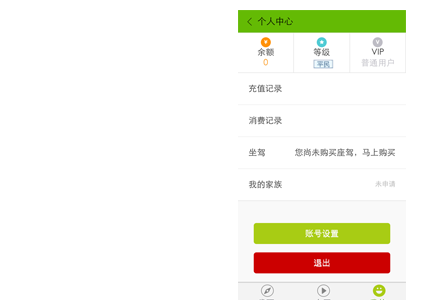 个人中心
余额 等级 VIP
0 平民 普通用户
充值记录
消费记录
坐驾 您尚未购买座驾，马上购买
我的家族 未申请
账号设置
退出